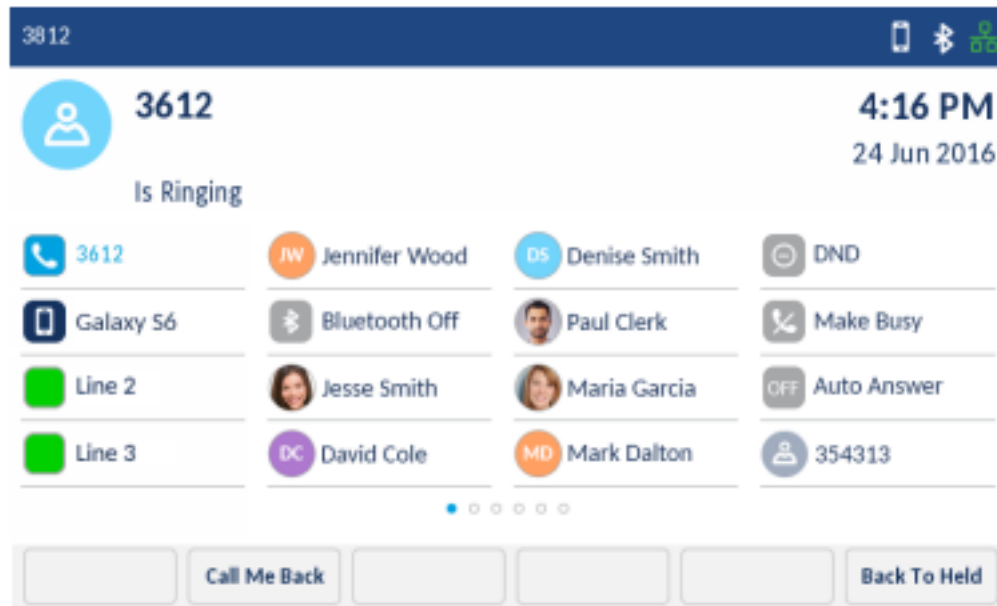 3812
3612
4:16 PM
24 Jun 2016
Is Ringing
3612
JW Jennifer Wood
DS Denise Smith
DND
Galaxy S6
Bluetooth Off
Paul Clerk
Make Busy
Line 2
Jesse Smith
Maria Garcia
OFF Auto Answer
Line 3
DC David Cole
MD Mark Dalton
354313
Call Me Back
Back To Held